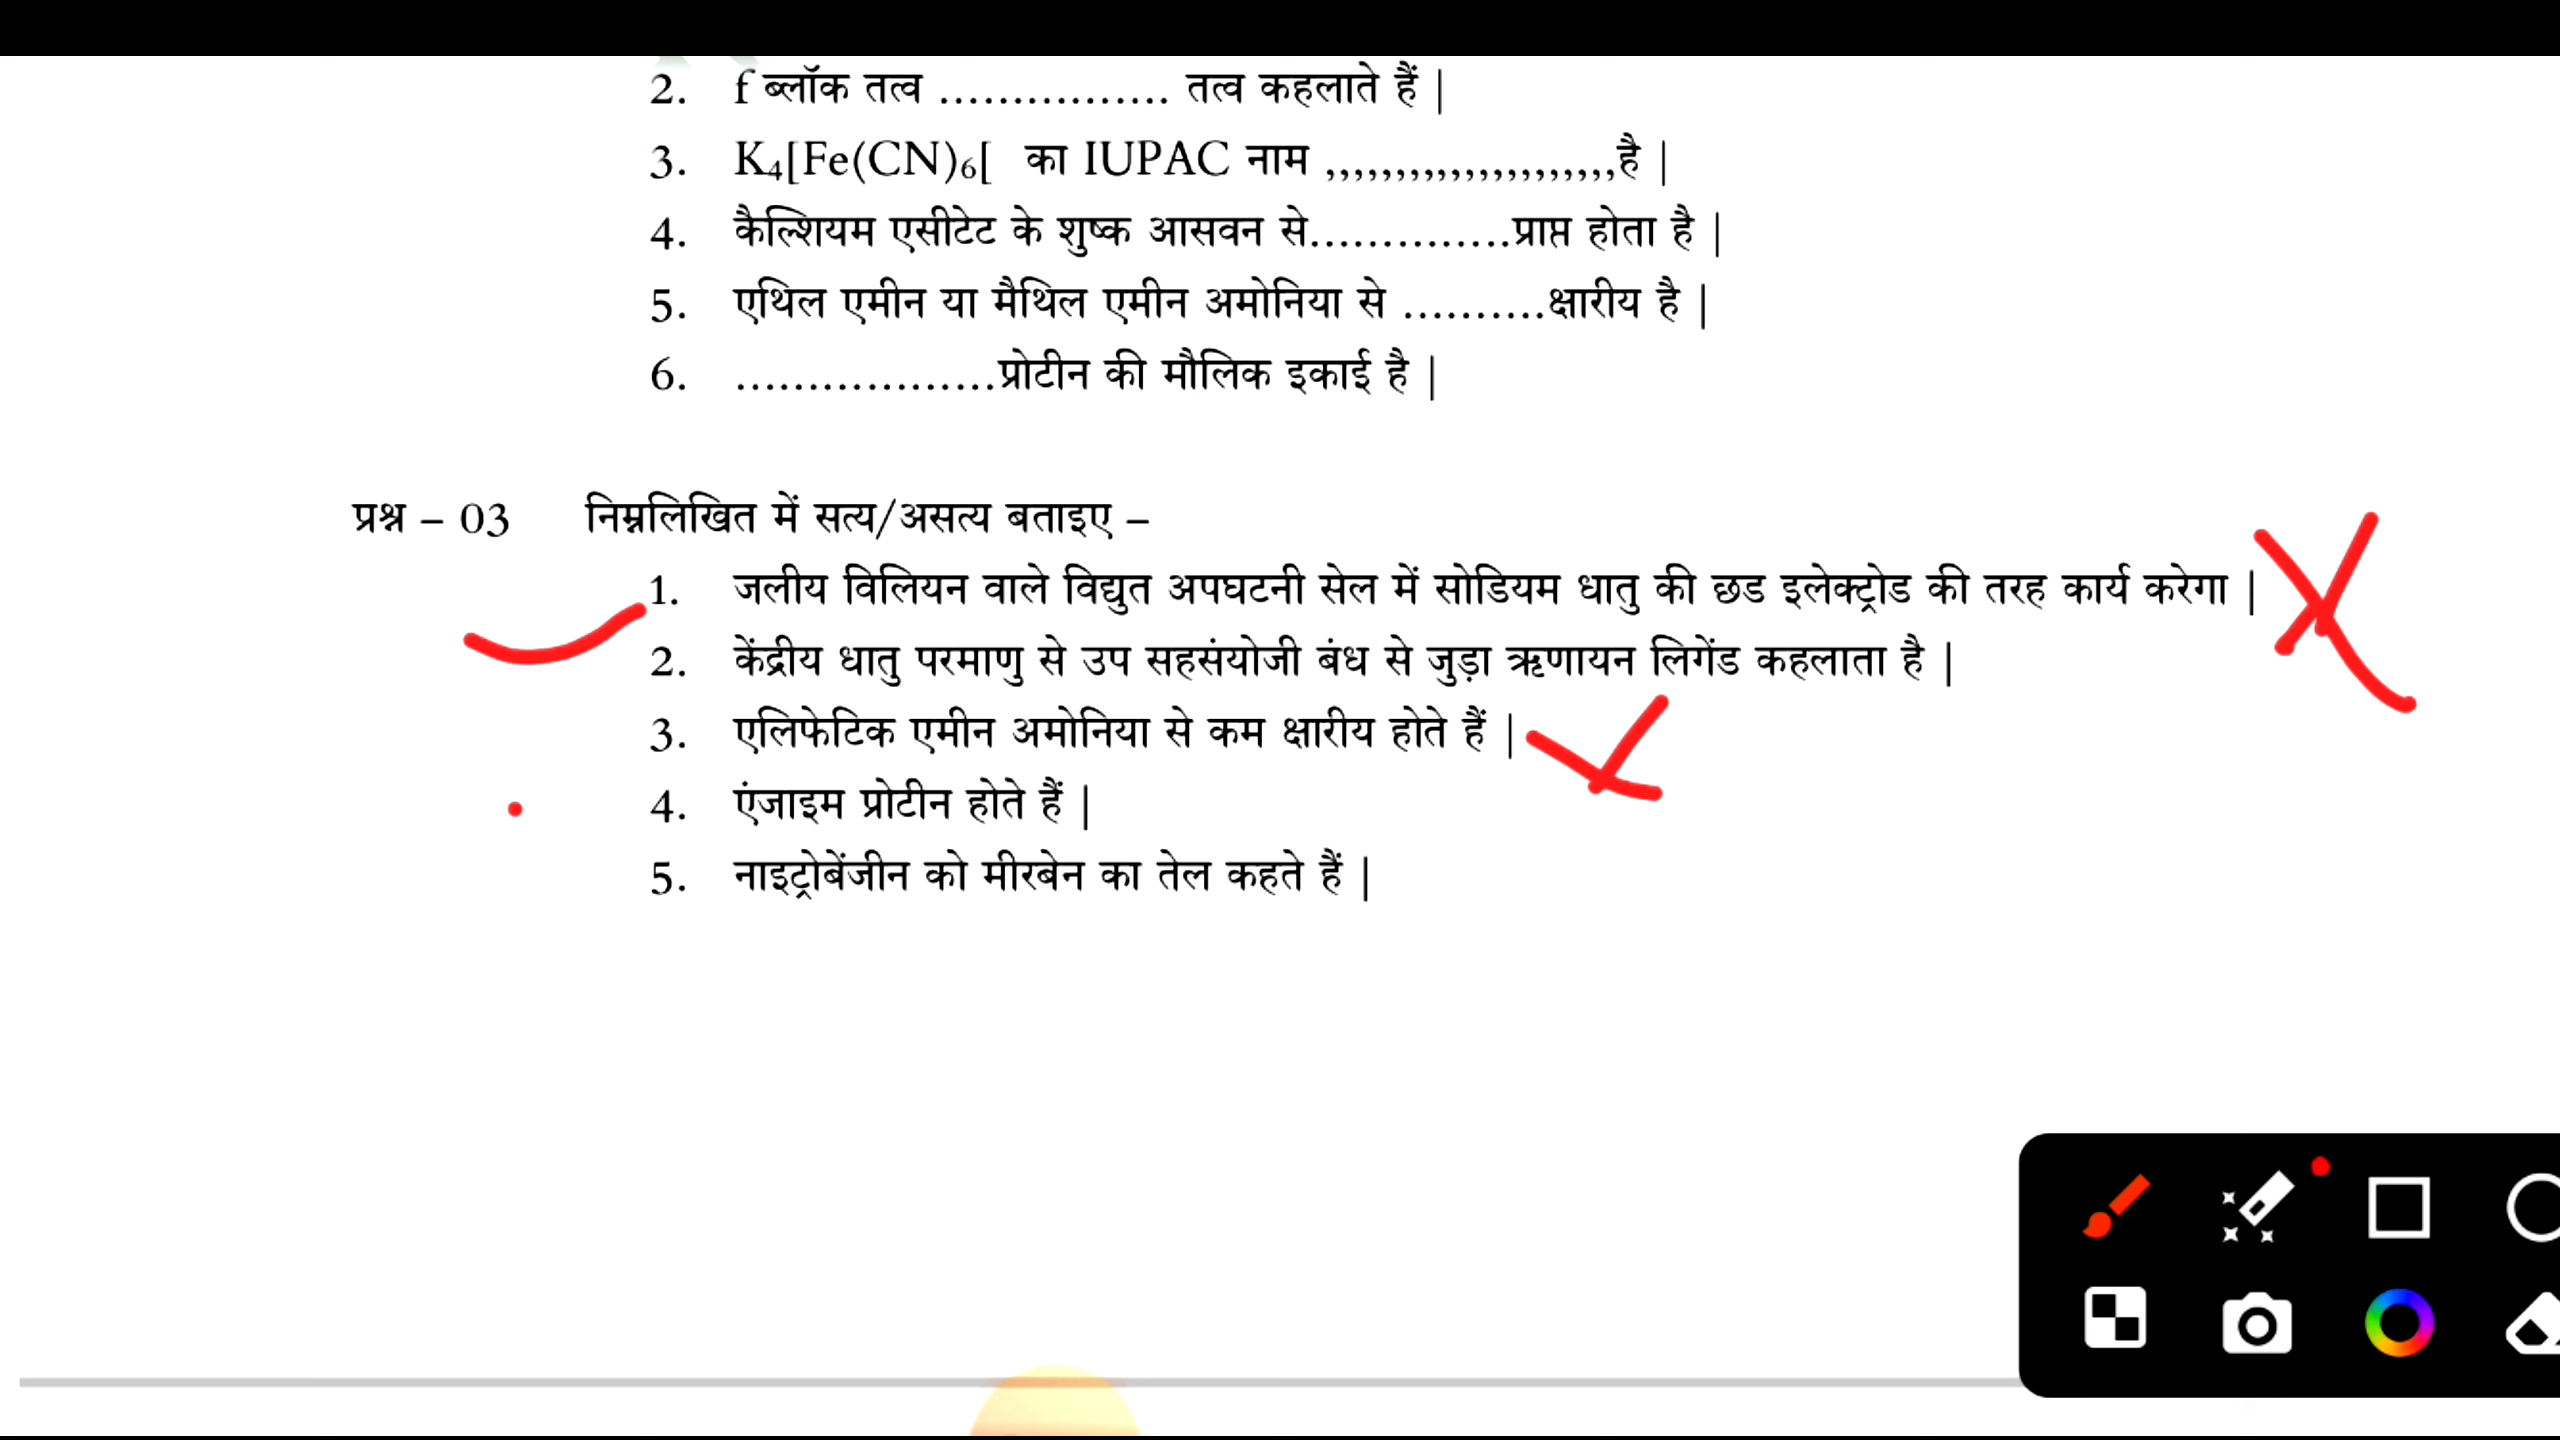 2. f ब्लॉक तत्व ................ तत्व कहलाते हैं |
3. K₄[Fe(CN)₆[ का IUPAC नाम ,,,,,,,,,,,,,,,,,,,,,है |
4. कैल्शियम एसीटेट के शुष्क आसवन से..............प्राप्त होता है |
5. एथिल एमीन या मैथिल एमीन अमोनिया से ..........क्षारीय है |
6. ..................प्रोटीन की मौलिक इकाई है |
प्रश्न – 03 निम्नलिखित में सत्य/असत्य बताइए –
1. जलीय विलियन वाले विद्युत अपघटनी सेल में सोडियम धातु की छड इलेक्ट्रोड की तरह कार्य करेगा |
2. केंद्रीय धातु परमाणु से उप सहसंयोजी बंध से जुड़ा ऋणायन लिगेंड कहलाता है |
3. एलिफेटिक एमीन अमोनिया से कम क्षारीय होते हैं |
4. एंजाइम प्रोटीन होते हैं |
5. नाइट्रोबेंजीन को मीरबेन का तेल कहते हैं |